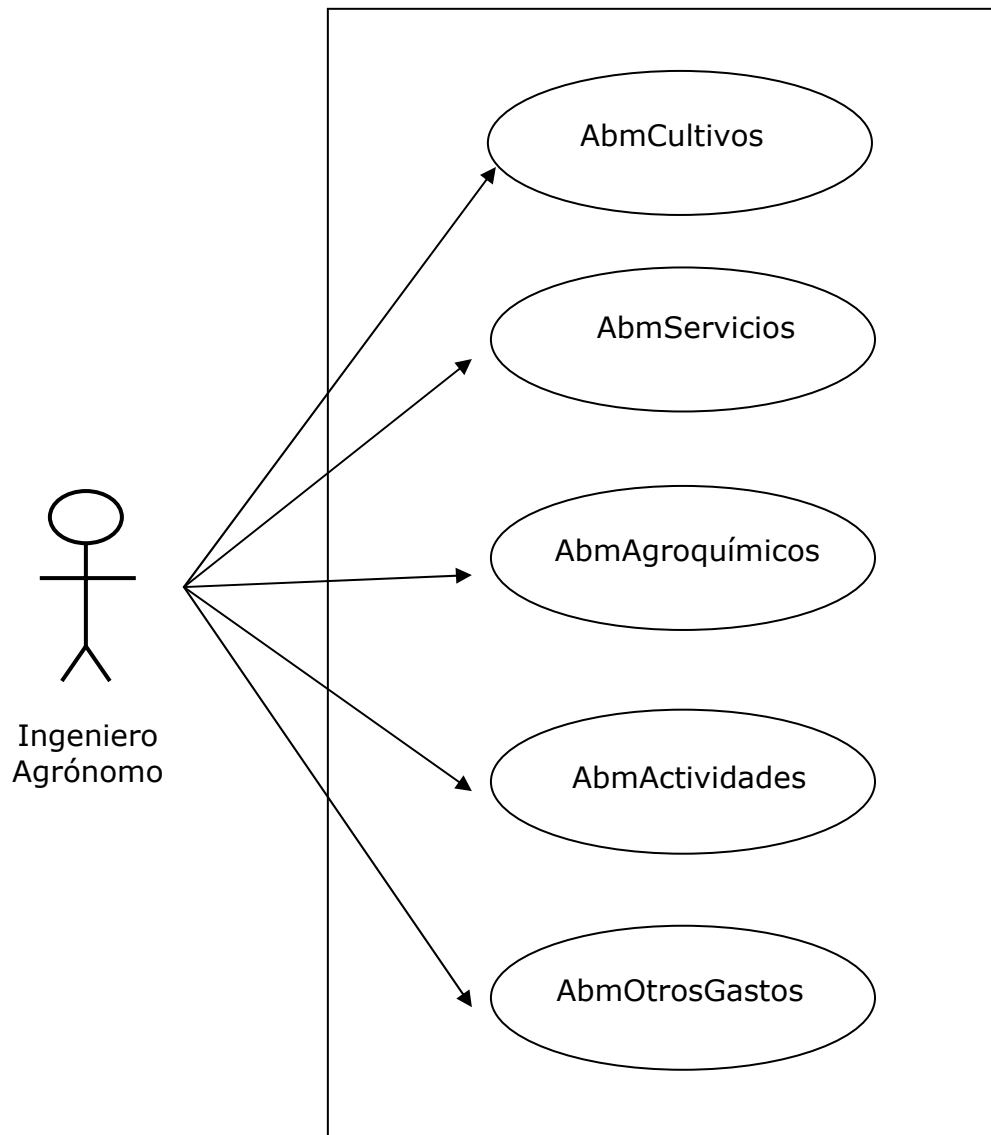 AbmCultivos
AbmServicios
AbmAgroquímicos
Ingeniero
Agrónomo
AbmActividades
AbmOtrosGastos